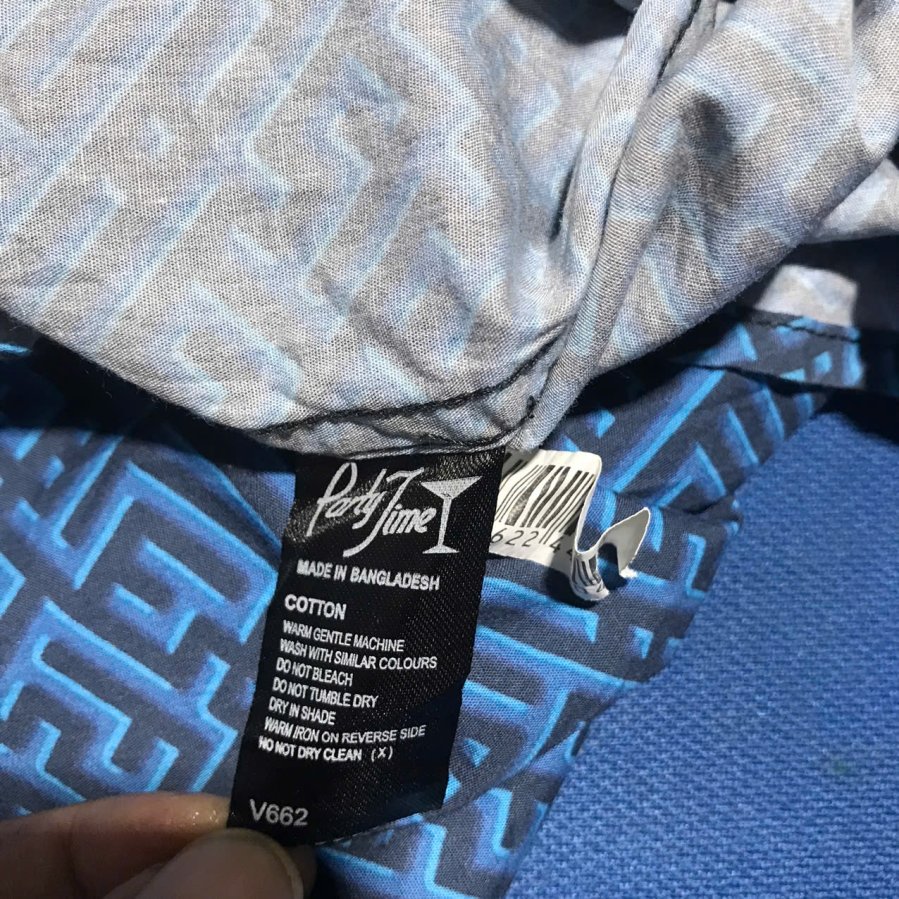 Party Time
MADE IN BANGLADESH
COTTON
WARM GENTLE MACHINE
WASH WITH SIMILAR COLOURS
DO NOT BLEACH
DO NOT TUMBLE DRY
DRY IN SHADE
WARM IRON ON REVERSE SIDE
NO NOT DRY CLEAN (X)
V662